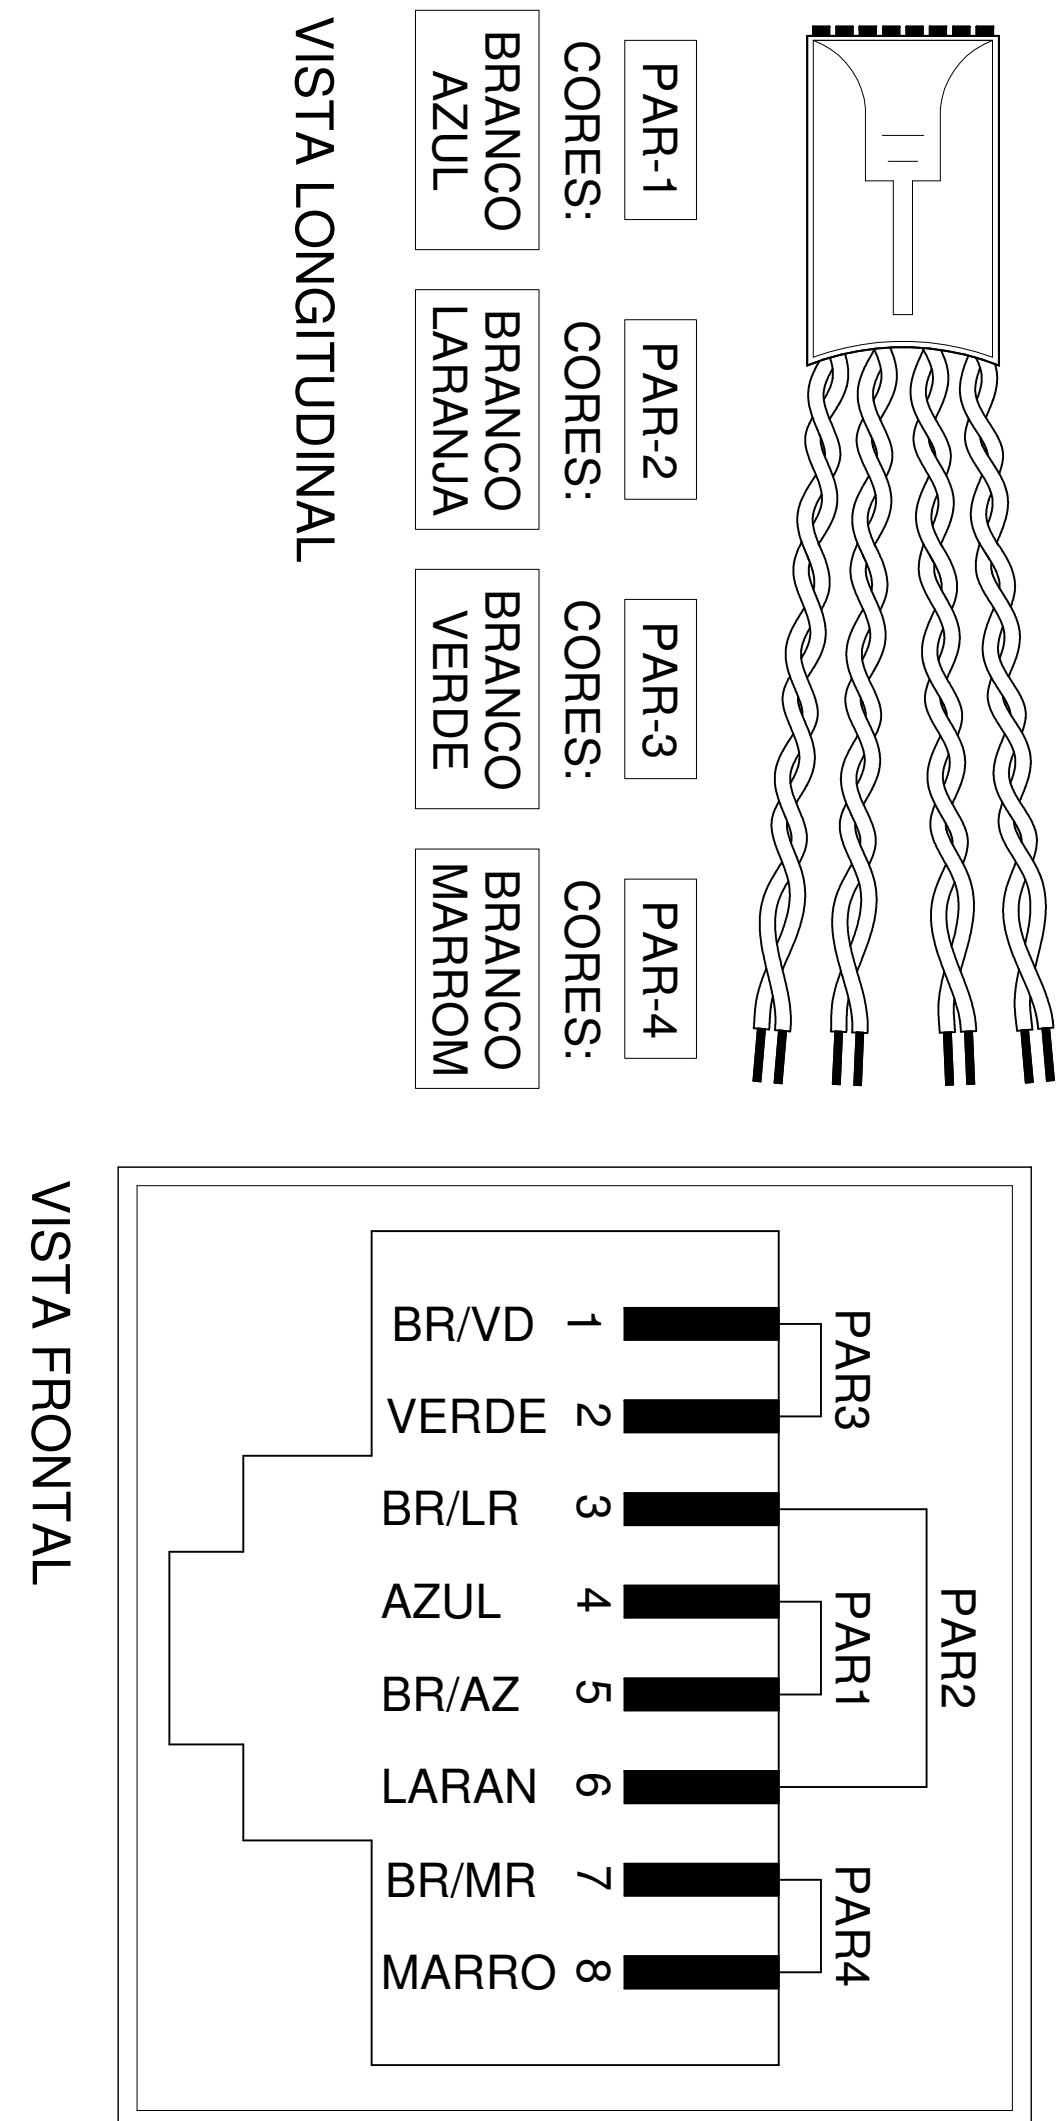 PAR-1
PAR-2
PAR-3
PAR-4
CORES:
CORES:
CORES:
CORES:
BRANCO
AZUL
BRANCO
LARANJA
BRANCO
VERDE
BRANCO
MARROM
VISTA LONGITUDINAL
PAR2
PAR3
PAR1
PAR4
1
2
3
4
5
6
7
8
BR/VD
VERDE
BR/LR
AZUL
BR/AZ
LARAN
BR/MR
MARRO
VISTA FRONTAL